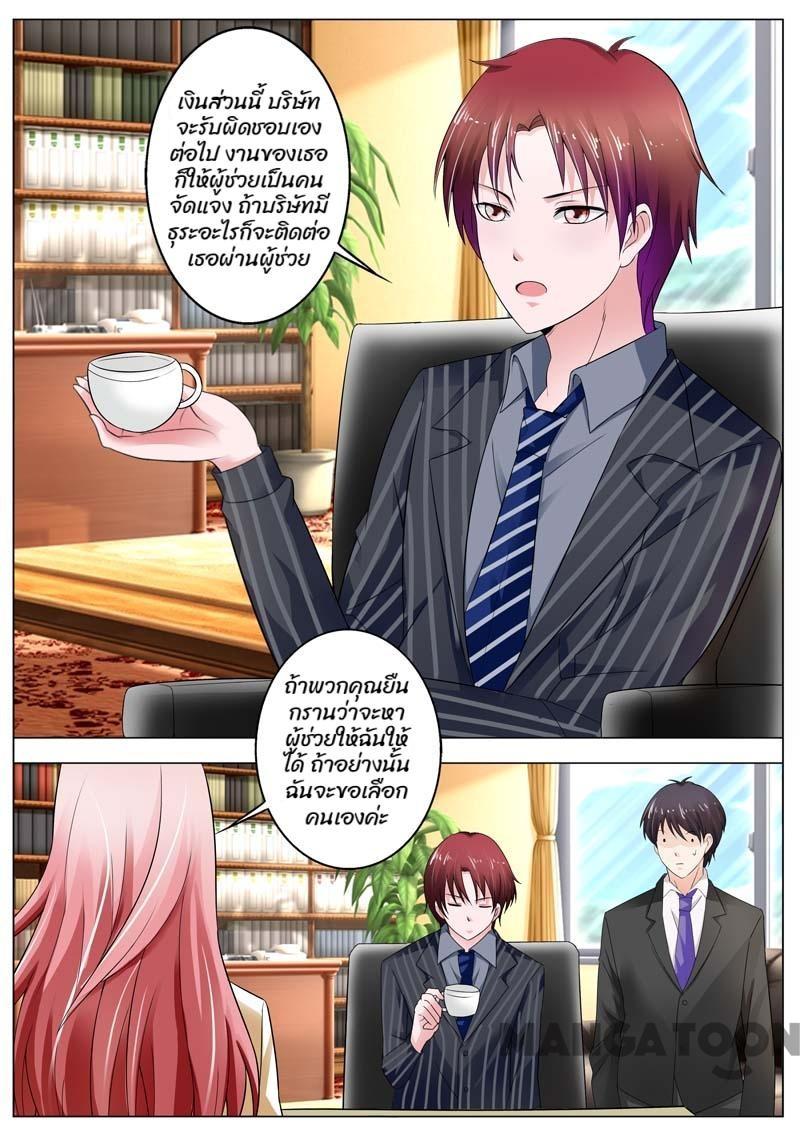 เงินส่วนนี้ บริษัท
จะรับผิดชอบเอง
ต่อไป งานของเธอ
ก็ให้ผู้ช่วยเป็นคน
จัดแจง ถ้าบริษัทมี
ธุระอะไรก็จะติดต่อ
เธอผ่านผู้ช่วย
ถ้าพวกคุณยืน
กรานว่าจะหา
ผู้ช่วยให้ฉันให้
ได้ ถ้าอย่างนั้น
ฉันจะขอเลือก
คนเองค่ะ
MANGATOON